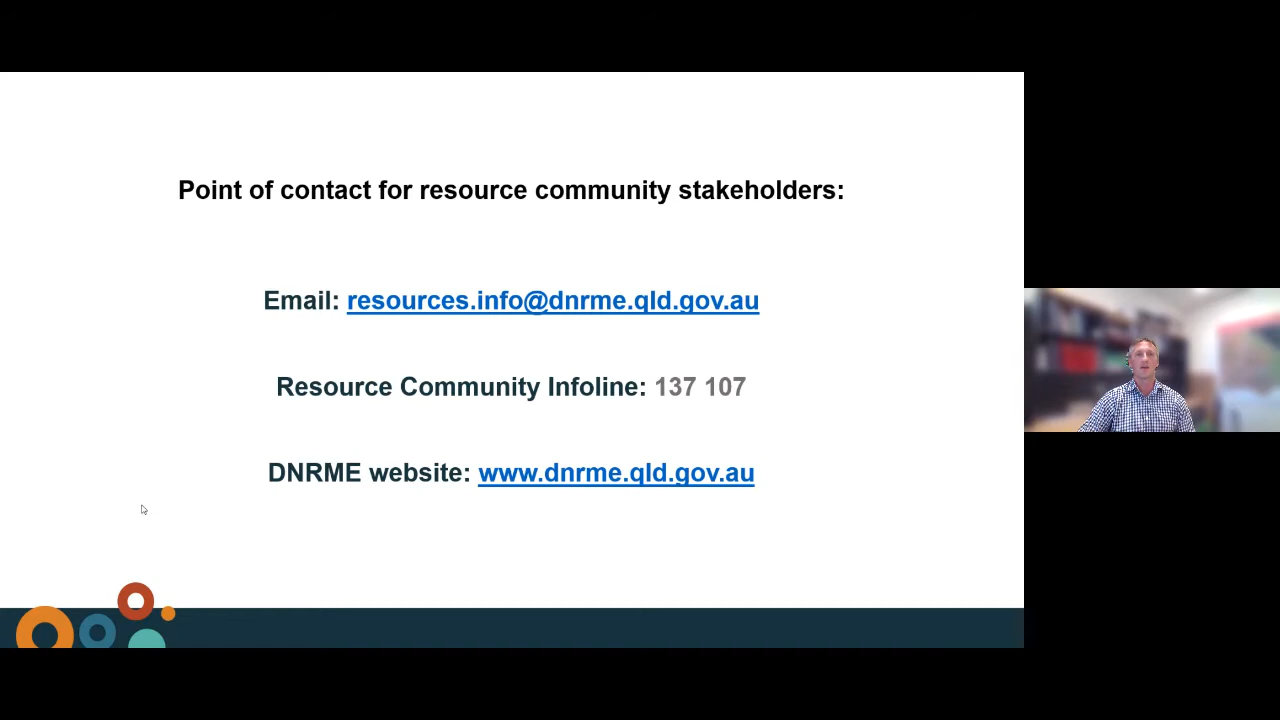 Point of contact for resource community stakeholders:
Email: resources.info@dnrme.qld.gov.au
Resource Community Infoline: 137 107
DNRME website: www.dnrme.qld.gov.au